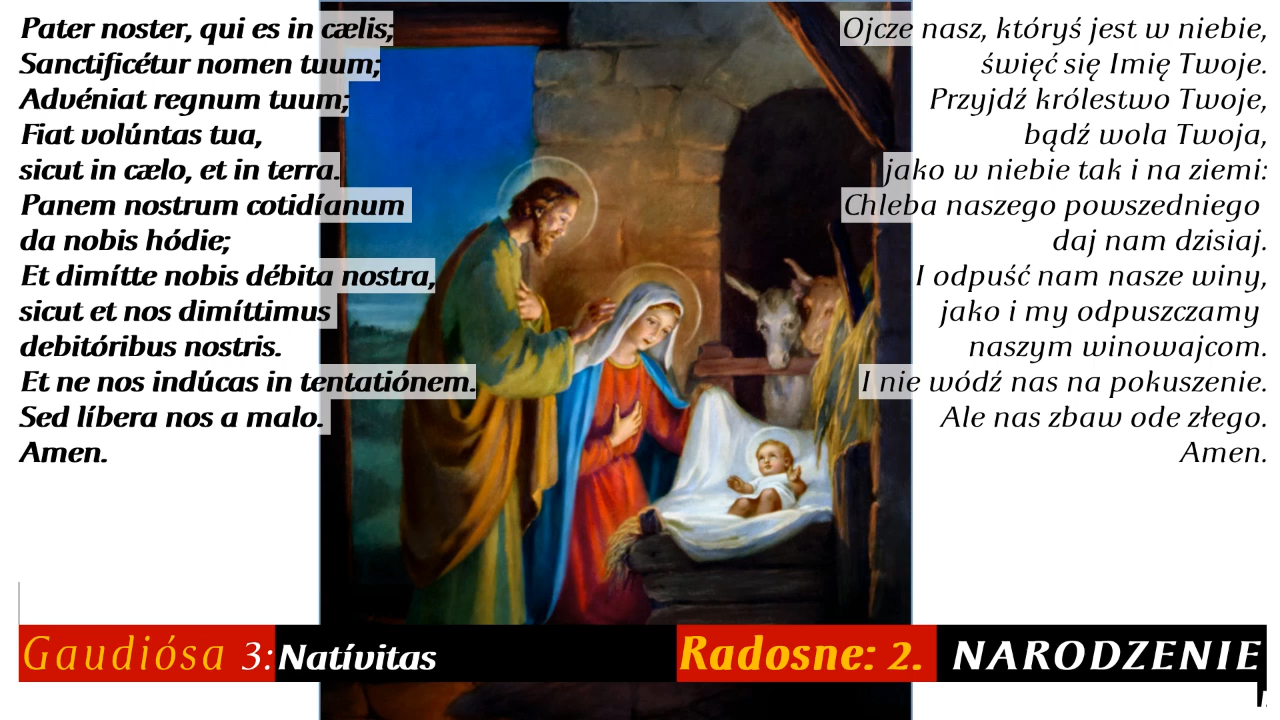 Pater noster, qui es in cælis;
Sanctificétur nomen tuum;
Advéniat regnum tuum;
Fiat volúntas tua,
sicut in cælo, et in terra.
Panem nostrum cotidíanum
da nobis hódie;
Et dimítte nobis débita nostra,
sicut et nos dimíttimus
debitóribus nostris.
Et ne nos indúcas in tentatiónem.
Sed líbera nos a malo.
Amen.
Ojcze nasz, któryś jest w niebie,
święć się Imię Twoje.
Przyjdź królestwo Twoje,
bądź wola Twoja,
jako w niebie tak i na ziemi:
Chleba naszego powszedniego
daj nam dzisiaj.
I odpuść nam nasze winy,
jako i my odpuszczamy
naszym winowajcom.
I nie wódź nas na pokuszenie.
Ale nas zbaw ode złego.
Amen.
Gaudiósa 3: Natívitas
Radosne: 2. NARODZENIE